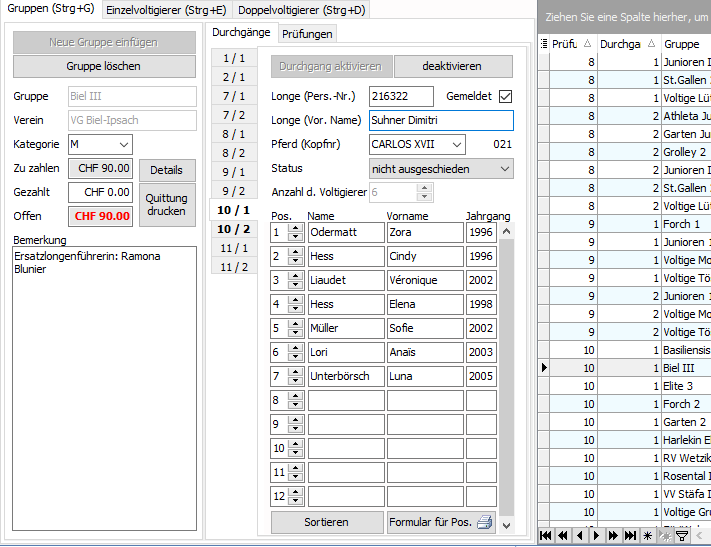 Gruppen (Strg+G) Einzelvoltigierer (Strg+E) Doppelvoltigierer (Strg+D)
Neue Gruppe einfügen
Gruppe löschen
Gruppe Biel III
Verein VG Biel-Ipsach
Kategorie M
Zu zahlen CHF 90.00 Details
Gezahlt CHF 0.00 Quittung drucken
Offen CHF 90.00
Bemerkung
Ersatzlongenführerin: Ramona
Blunier
Durchgänge Prüfungen
1 / 1
2 / 1
7 / 1
7 / 2
8 / 1
8 / 2
9 / 1
9 / 2
10 / 1
10 / 2
11 / 1
11 / 2
Durchgang aktivieren deaktivieren
Longe (Pers.-Nr.) 216322 Gemeldet
Longe (Vor. Name) Suhner Dimitri
Pferd (Kopfnr) CARLOS XVII 021
Status nicht ausgeschieden
Anzahl d. Voltigierer 6
Pos. Name Vorname Jahrgang
1 Odermatt Zora 1996
2 Hess Cindy 1996
3 Liaudet Véronique 2002
4 Hess Elena 1998
5 Müller Sofie 2002
6 Lori Anaïs 2003
7 Unterbörsch Luna 2005
8
9
10
11
12
Sortieren Formular für Pos.
Ziehen Sie eine Spalte hierher, um
Prüfu Durchga Gruppe
8 1 Junioren I
8 1 St.Gallen
8 1 Voltige Lüt
8 2 Athleta Ju
8 2 Garten Jun
8 2 Grolley 2
8 2 Junioren I
8 2 St.Gallen
8 2 Voltige Lüt
9 1 Forch 1
9 1 Junioren 1
9 1 Voltige Mo
9 1 Voltige Tös
9 2 Junioren 1
9 2 Voltige Mo
9 2 Voltige Tös
10 1 Basiliensis
10 1 Biel III
10 1 Elite 3
10 1 Forch 2
10 1 Garten 2
10 1 Harlekin E
10 1 RV Wetzik
10 1 Rosental I
10 1 VV Stäfa I
10 1 Voltige Gru